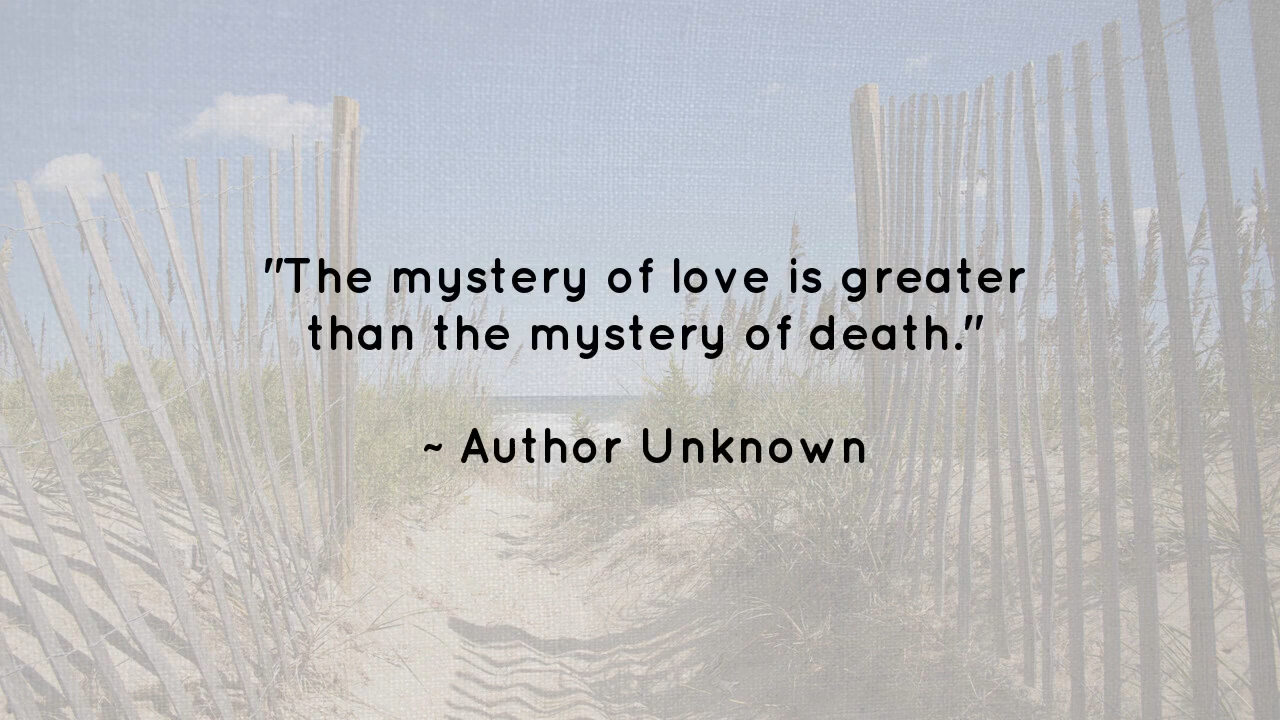 "The mystery of love is greater
than the mystery of death."
~ Author Unknown